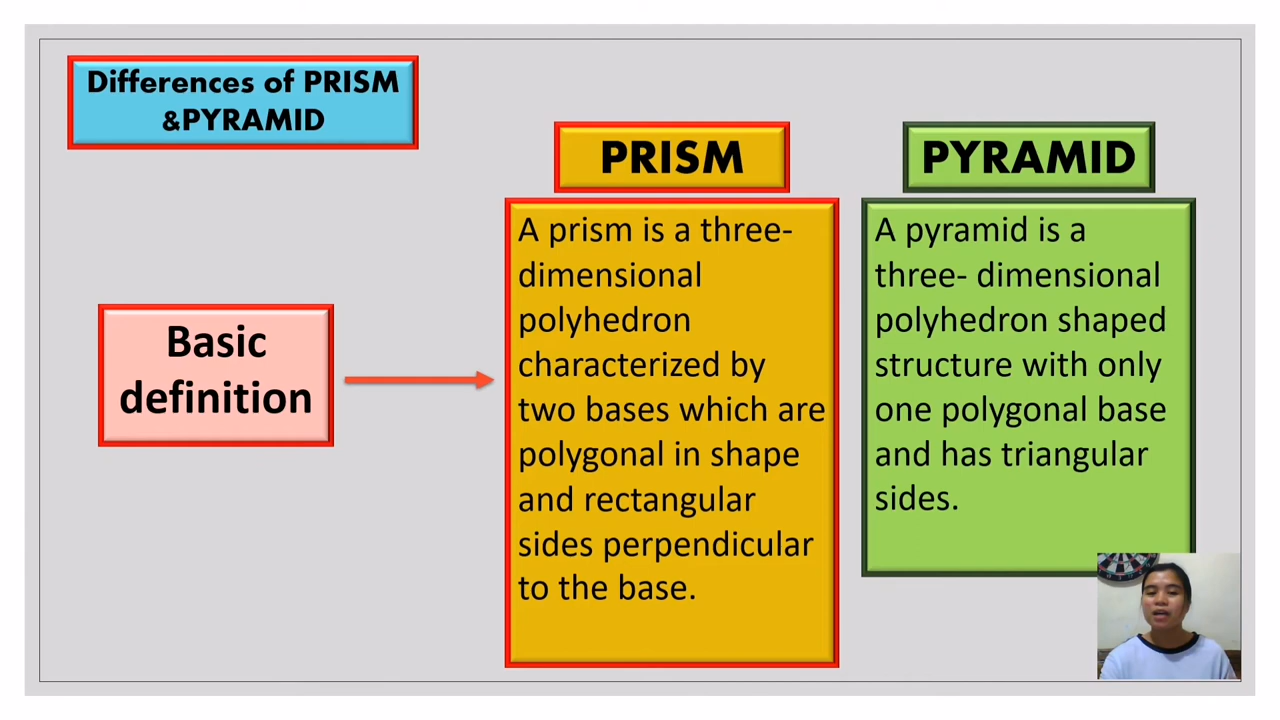 Differences of PRISM
&PYRAMID
PRISM
PYRAMID
Basic
definition
A prism is a three-
dimensional
polyhedron
characterized by
two bases which are
polygonal in shape
and rectangular
sides perpendicular
to the base.
A pyramid is a
three- dimensional
polyhedron shaped
structure with only
one polygonal base
and has triangular
sides.